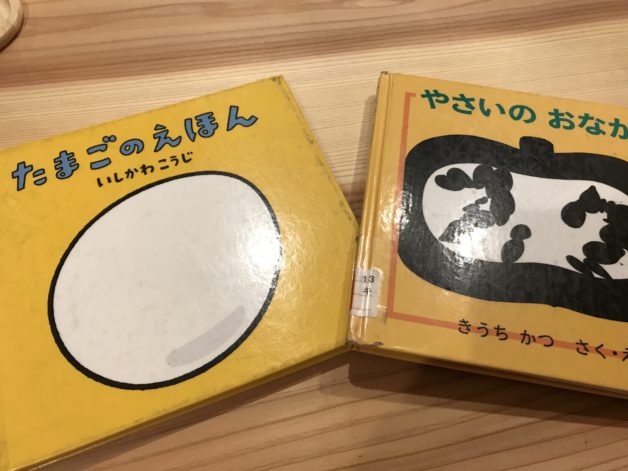 たまごのえほん
いしかわこうじ
やさいの おなか
きうち かつ さく・え
13